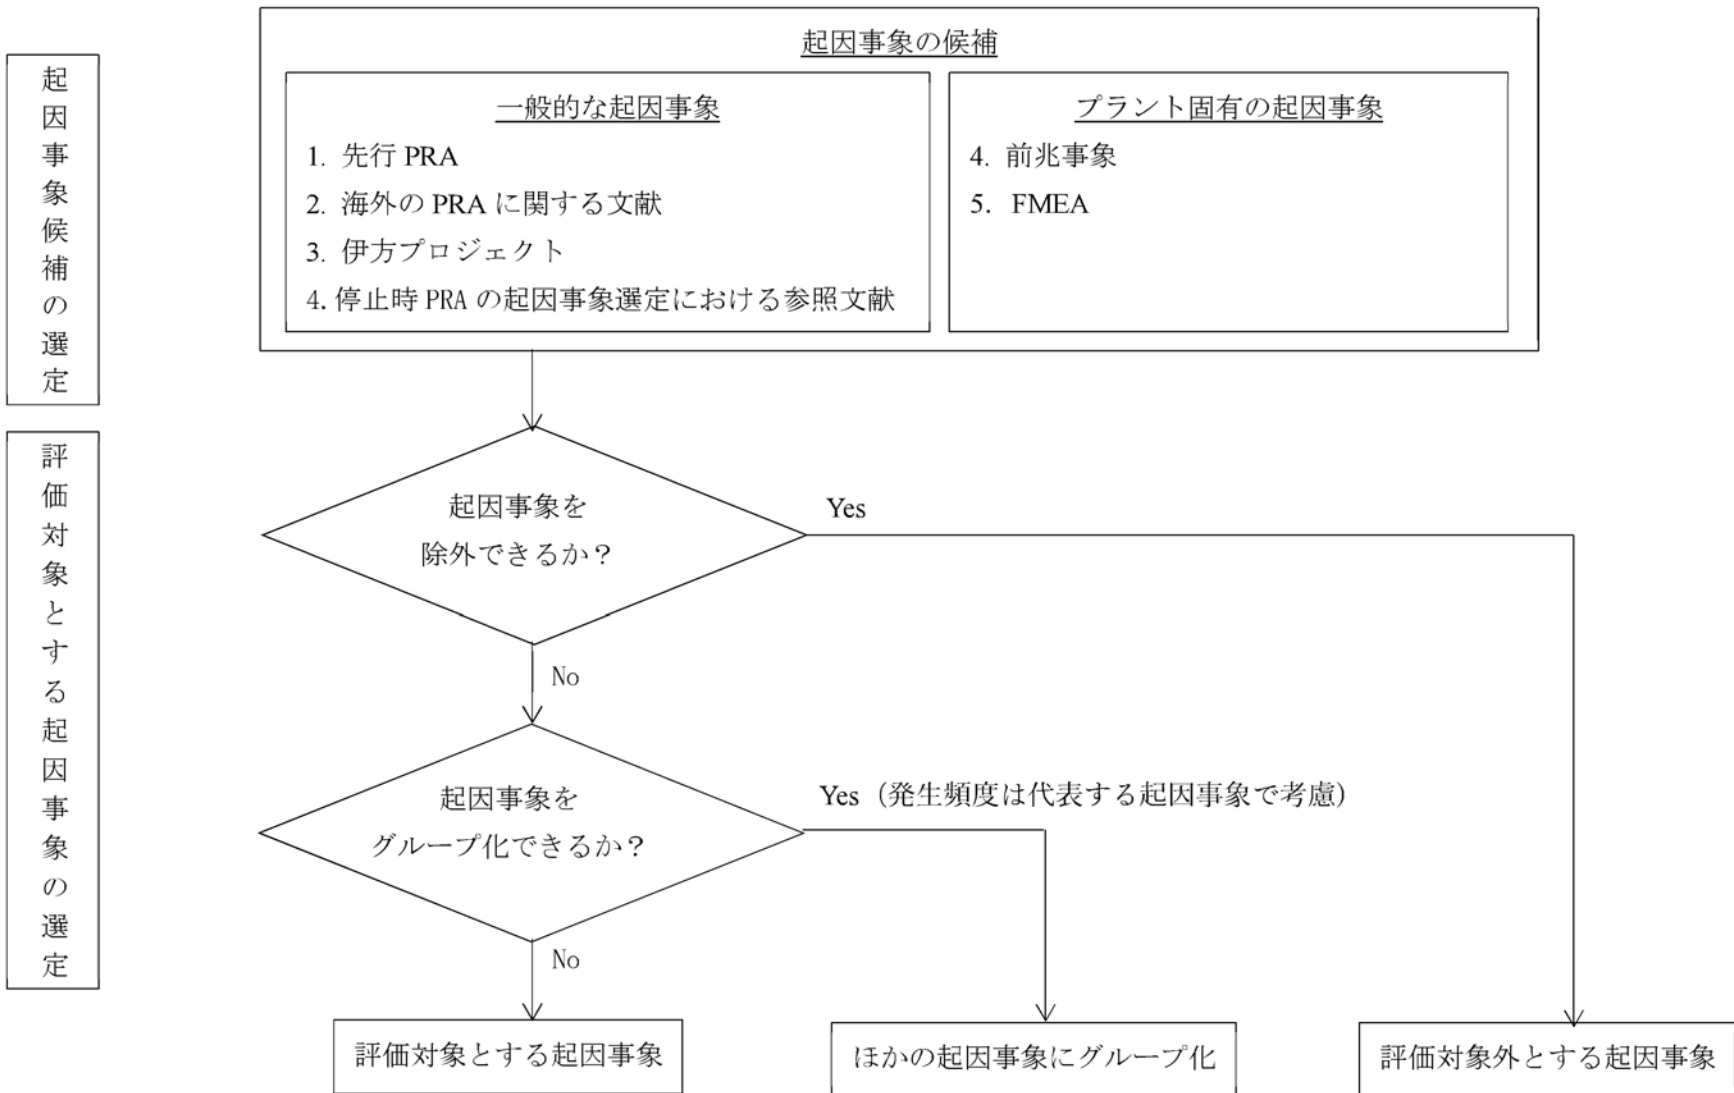 起因事象候補の選定
起因事象の候補
一般的な起因事象
1. 先行 PRA
2. 海外の PRA に関する文献
3. 伊方プロジェクト
4. 停止時 PRA の起因事象選定における参照文献
プラント固有の起因事象
4. 前兆事象
5. FMEA
評価対象とする起因事象の選定
起因事象を
除外できるか？
Yes
No
起因事象を
グループ化できるか？
Yes（発生頻度は代表する起因事象で考慮）
No
評価対象とする起因事象
ほかの起因事象にグループ化
評価対象外とする起因事象